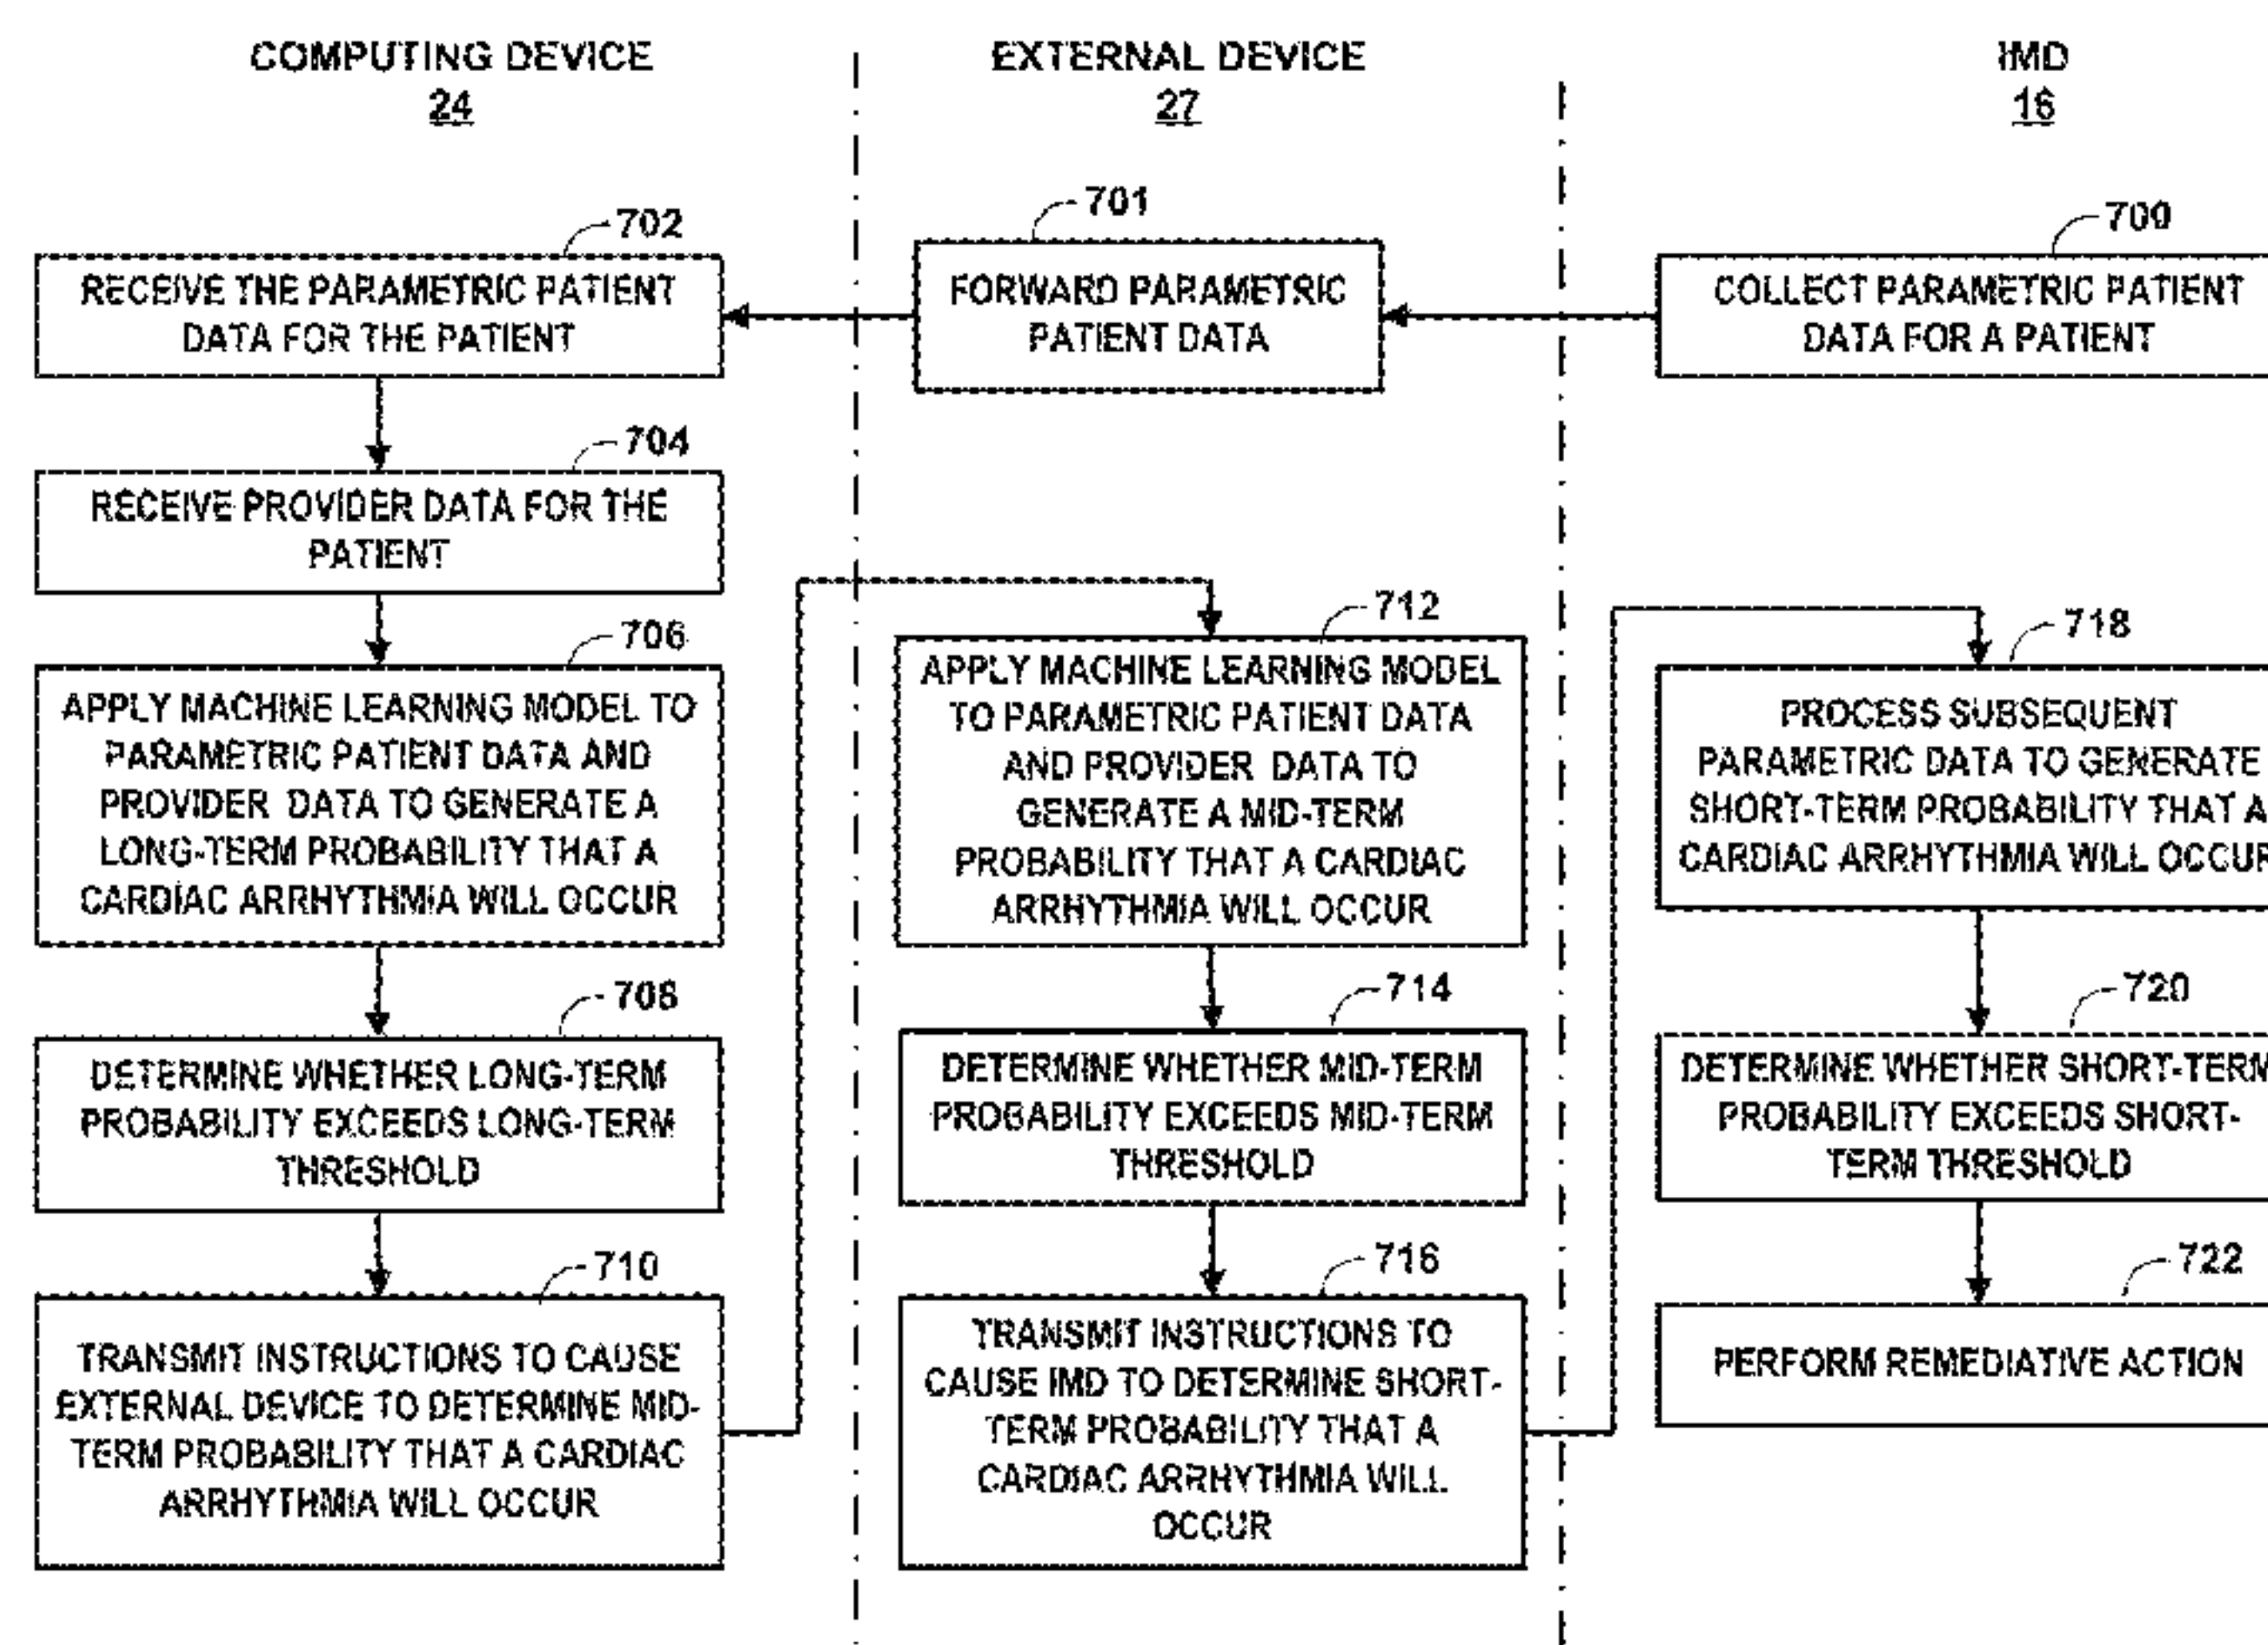 COMPUTING DEVICE
24
EXTERNAL DEVICE
27
IMD
16
702
RECEIVE THE PARAMETRIC PATIENT
DATA FOR THE PATIENT
701
FORWARD PARAMETRIC
PATIENT DATA
700
COLLECT PARAMETRIC PATIENT
DATA FOR A PATIENT
704
RECEIVE PROVIDER DATA FOR THE
PATIENT
706
APPLY MACHINE LEARNING MODEL TO
PARAMETRIC PATIENT DATA AND
PROVIDER DATA TO GENERATE A
LONG-TERM PROBABILITY THAT A
CARDIAC ARRHYTHMIA WILL OCCUR
708
DETERMINE WHETHER LONG-TERM
PROBABILITY EXCEEDS LONG-TERM
THRESHOLD
710
TRANSMIT INSTRUCTIONS TO CAUSE
EXTERNAL DEVICE TO DETERMINE MID-
TERM PROBABILITY THAT A CARDIAC
ARRHYTHMIA WILL OCCUR
712
APPLY MACHINE LEARNING MODEL
TO PARAMETRIC PATIENT DATA
AND PROVIDER DATA TO
GENERATE A MID-TERM
PROBABILITY THAT A CARDIAC
ARRHYTHMIA WILL OCCUR
714
DETERMINE WHETHER MID-TERM
PROBABILITY EXCEEDS MID-TERM
THRESHOLD
716
TRANSMIT INSTRUCTIONS TO
CAUSE IMD TO DETERMINE SHORT-
TERM PROBABILITY THAT A
CARDIAC ARRHYTHMIA WILL
OCCUR
718
PROCESS SUBSEQUENT
PARAMETRIC DATA TO GENERATE
SHORT-TERM PROBABILITY THAT A
CARDIAC ARRHYTHMIA WILL OCCUR
720
DETERMINE WHETHER SHORT-TERM
PROBABILITY EXCEEDS SHORT-
TERM THRESHOLD
722
PERFORM REMEDIATIVE ACTION